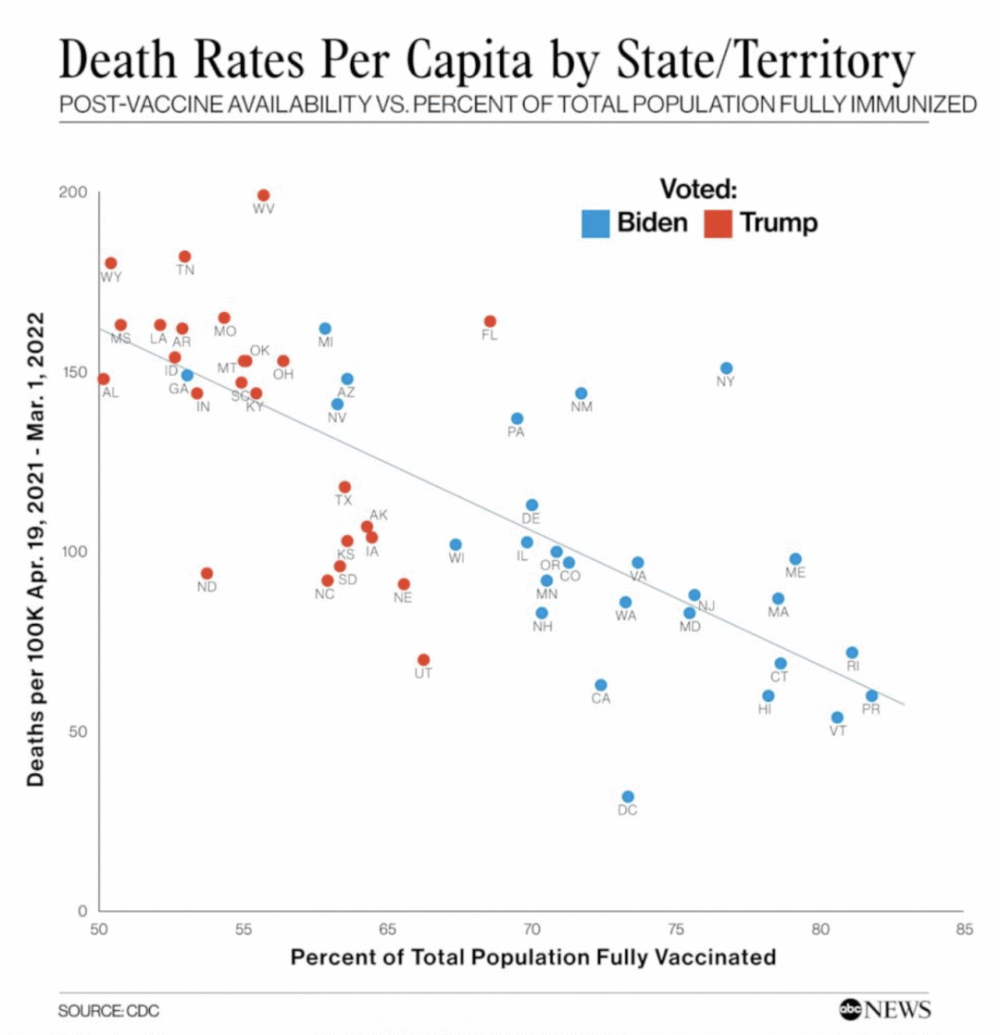 Death Rates Per Capita by State/Territory
POST-VACCINE AVAILABILITY VS. PERCENT OF TOTAL POPULATION FULLY IMMUNIZED
Voted:
Biden
Trump
Deaths per 100K Apr. 19, 2021 - Mar. 1, 2022
200
150
100
50
0
WV
TN
WY
MO
FL
MS
LA
AR
MI
OK
OH
MT
ID
NY
GA
AL
SC
KY
IN
AZ
NV
NM
PA
TX
AK
DE
KS
IA
WI
IL
OR
CO
VA
ME
ND
SD
NC
NE
MN
NH
WA
NJ
MD
MA
UT
CA
RI
CT
HI
PR
VT
DC
50
55
65
70
75
80
85
Percent of Total Population Fully Vaccinated
SOURCE: CDC
abc NEWS